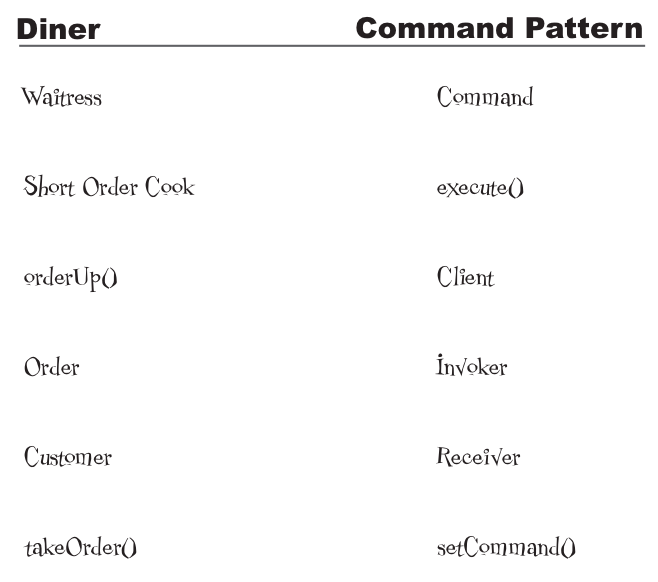 Diner Command Pattern
Waitress Command
Short Order Cook execute()
orderUp() Client
Order Invoker
Customer Receiver
takeOrder() setCommand()